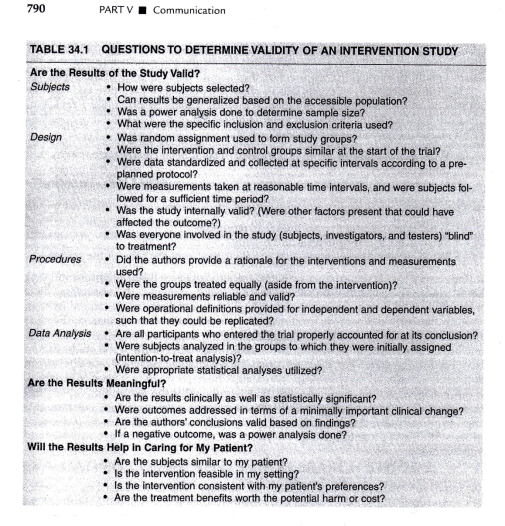 790 PART V ■ Communication
TABLE 34.1 QUESTIONS TO DETERMINE VALIDITY OF AN INTERVENTION STUDY
Are the Results of the Study Valid?
Subjects • How were subjects selected?
• Can results be generalized based on the accessible population?
• Was a power analysis done to determine sample size?
• What were the specific inclusion and exclusion criteria used?
Design • Was random assignment used to form study groups?
• Were the intervention and control groups similar at the start of the trial?
• Were data standardized and collected at specific intervals according to a pre-
planned protocol?
• Were measurements taken at reasonable time intervals, and were subjects fol-
lowed for a sufficient time period?
• Was the study internally valid? (Were other factors present that could have
affected the outcome?)
• Was everyone involved in the study (subjects, investigators, and testers) "blind"
to treatment?
Procedures • Did the authors provide a rationale for the interventions and measurements
used?
• Were the groups treated equally (aside from the intervention)?
• Were measurements reliable and valid?
• Were operational definitions provided for independent and dependent variables,
such that they could be replicated?
Data Analysis • Are all participants who entered the trial properly accounted for at its conclusion?
• Were subjects analyzed in the groups to which they were initially assigned
(intention-to-treat analysis)?
• Were appropriate statistical analyses utilized?
Are the Results Meaningful?
• Are the results clinically as well as statistically significant?
• Were outcomes addressed in terms of a minimally important clinical change?
• Are the authors' conclusions valid based on findings?
• If a negative outcome, was a power analysis done?
Will the Results Help in Caring for My Patient?
• Are the subjects similar to my patient?
• Is the intervention feasible in my setting?
• Is the intervention consistent with my patient's preferences?
• Are the treatment benefits worth the potential harm or cost?